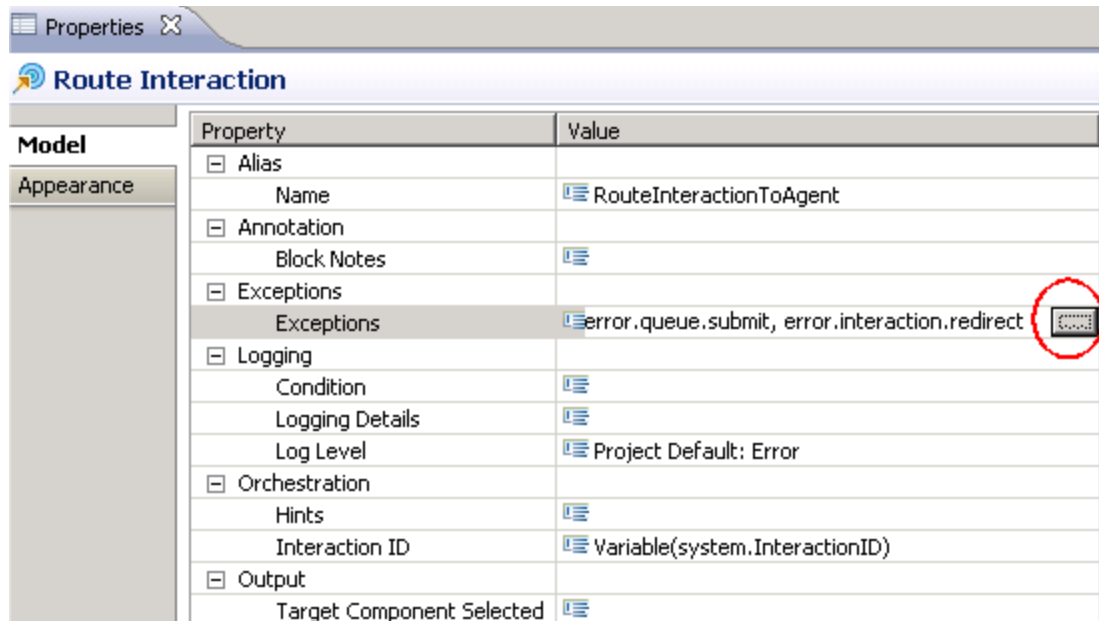 Properties
Route Interaction
Model
Appearance
Property Value
Alias
Name RouteInteractionToAgent
Annotation
Block Notes
Exceptions
Exceptions error.queue.submit, error.interaction.redirect ...
Logging
Condition
Logging Details
Log Level Project Default: Error
Orchestration
Hints
Interaction ID Variable(system.InteractionID)
Output
Target Component Selected